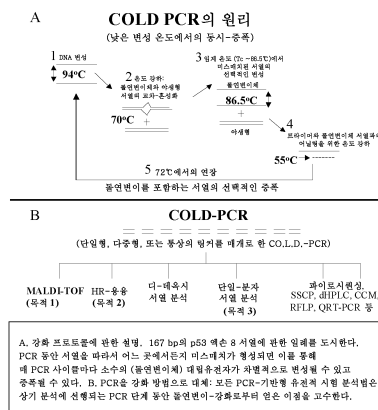 A
COLD PCR의 원리
(낮은 변성 온도에서의 동시-증폭)
1 DNA 변성
94ºC
2 온도 강하:
돌연변이체와 야생형
서열의 교차-혼성화
70ºC
+
3 임계 온도 (Tc ~86.5ºC)에서
미스매치된 서열의
선택적인 변성
돌연변이체
86.5ºC
+
야생형
4
프라이머와 돌연변이체 서열과의
어닐링을 위한 온도 강하
55ºC
5 72℃에서의 연장
돌연변이를 포함하는 서열의 선택적인 증폭
B
COLD-PCR
(단일형, 다중형, 또는 통상의 링커를 매개로 한 CO.L.D.-PCR)
MALDI-TOF
(목적 1)
HR-용융
(목적 2)
디-데옥시
서열 분석
단일-분자
서열 분석
(목적 3)
파이로시퀀싱,
SSCP, dHPLC, CCM,
RFLP, QRT-PCR 등
A. 강화 프로토콜에 관한 설명. 167 bp의 p53 액손 8 서열에 관한 일례를 도시한다.
PCR 동안 서열을 따라서 어느 곳에서든지 미스매치가 형성되면 이를 통해
매 PCR 사이클마다 소수의 (돌연변이체) 대립유전자가 차별적으로 변성될 수 있고
증폭될 수 있다. B. PCR을 강화 방법으로 대체: 모든 PCR-기반형 유전적 시험 분석법은
상기 분석에 선행되는 PCR 단계 동안 돌연변이-강화로부터 얻은 이점을 고수한다.